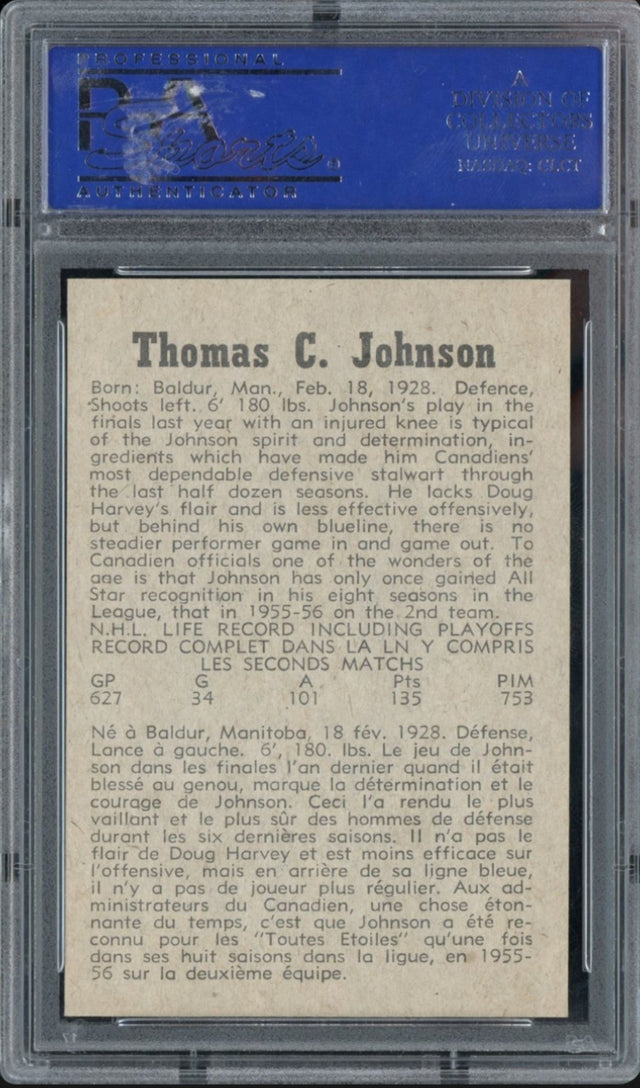 PROFESSIONAL
PSA
Sports
AUTHENTICATOR
A
DIVISION OF
COLLECTORS
UNIVERSE
NASDAQ: CLCT
Thomas C. Johnson
Born: Baldur, Man., Feb. 18, 1928. Defence,
Shoots left. 6' 180 lbs. Johnson's play in the
finals last year with an injured knee is typical
of the Johnson spirit and determination, in-
gredients which have made him Canadiens'
most dependable defensive stalwart through
the last half dozen seasons. He lacks Doug
Harvey's flair and is less effective offensively,
but behind his own blueline, there is no
steadier performer game in and game out. To
Canadien officials one of the wonders of the
age is that Johnson has only once gained All
Star recognition in his eight seasons in the
League, that in 1955-56 on the 2nd team.
N.H.L. LIFE RECORD INCLUDING PLAYOFFS
RECORD COMPLET DANS LA LN Y COMPRIS
LES SECONDS MATCHS
GP G A Pts PIM
627 34 101 135 753
Né à Baldur, Manitoba, 18 fév. 1928. Défense,
Lance à gauche. 6', 180. lbs. Le jeu de John-
son dans les finales l'an dernier quand il était
blessé au genou, marque la détermination et le
courage de Johnson. Ceci l'a rendu le plus
vaillant et le plus sûr des hommes de défense
durant les six dernières saisons. Il n'a pas le
flair de Doug Harvey et est moins efficace sur
l'offensive, mais en arrière de sa ligne bleue,
il n'y a pas de joueur plus régulier. Aux ad-
ministrateurs du Canadien, une chose éton-
nante du temps, c'est que Johnson a été re-
connu pour les "Toutes Etoiles" qu'une fois
dans ses huit saisons dans la ligue, en 1955-
56 sur la deuxième équipe.